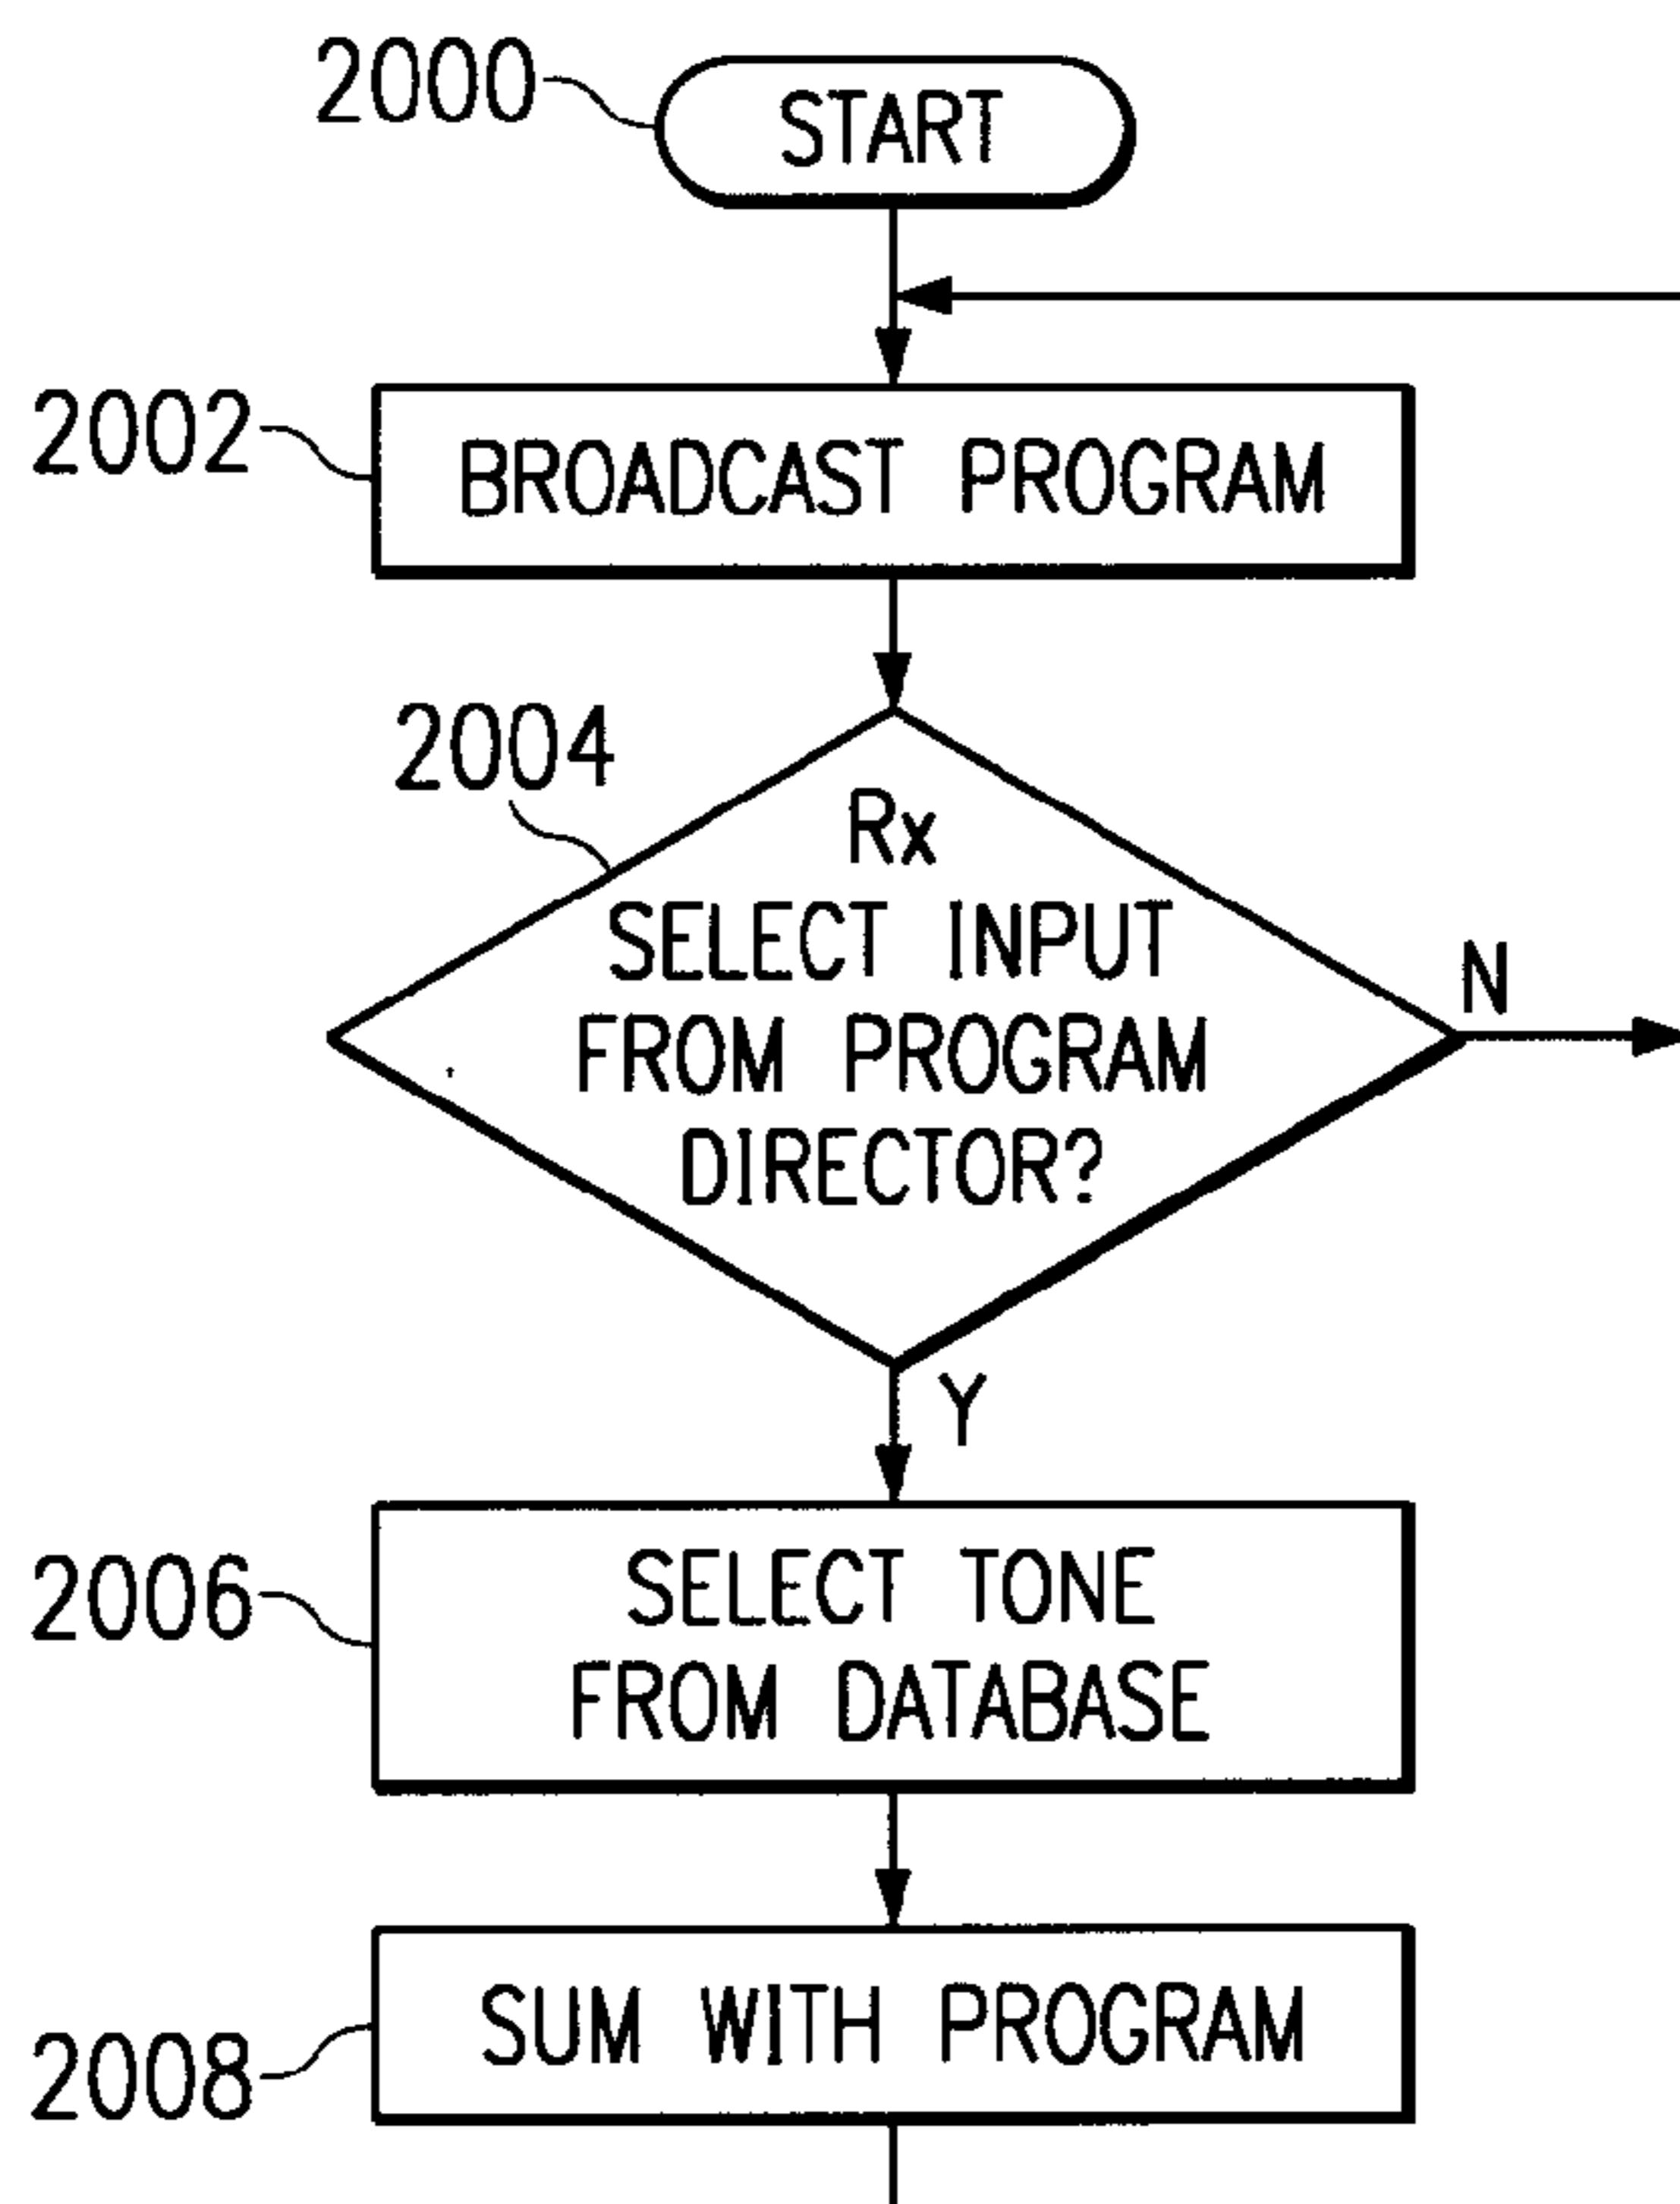 2000
START
2002
BROADCAST PROGRAM
2004
Rx
SELECT INPUT
FROM PROGRAM
DIRECTOR?
N
Y
2006
SELECT TONE
FROM DATABASE
2008
SUM WITH PROGRAM